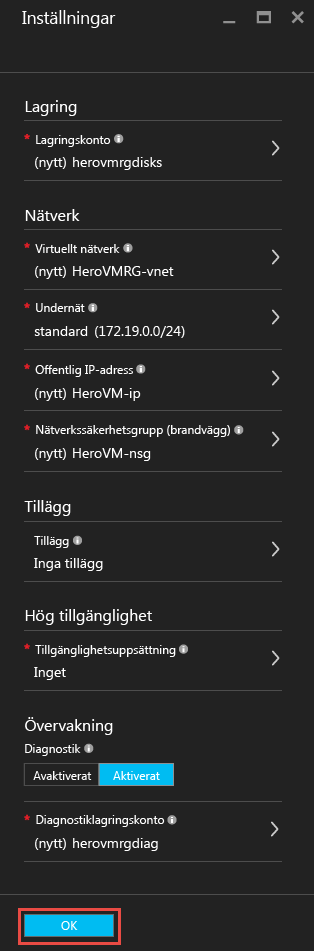 Inställningar
Lagring
* Lagringskonto
(nytt) herovmrgdisks
Nätverk
* Virtuellt nätverk
(nytt) HeroVMRG-vnet
* Undernät
standard (172.19.0.0/24)
* Offentlig IP-adress
(nytt) HeroVM-ip
* Nätverkssäkerhetsgrupp (brandvägg)
(nytt) HeroVM-nsg
Tillägg
Tillägg
Inga tillägg
Hög tillgänglighet
* Tillgänglighetsuppsättning
Inget
Övervakning
Diagnostik
Avaktiverat Aktiverat
* Diagnostiklagringskonto
(nytt) herovmrgdiag
OK